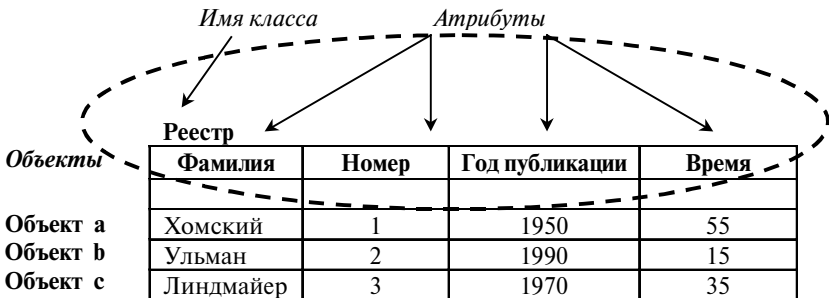 Имя класса Атрибуты
Реестр
Объекты Фамилия Номер Год публикации Время
Объект a Хомский 1 1950 55
Объект b Ульман 2 1990 15
Объект c Линдмайер 3 1970 35